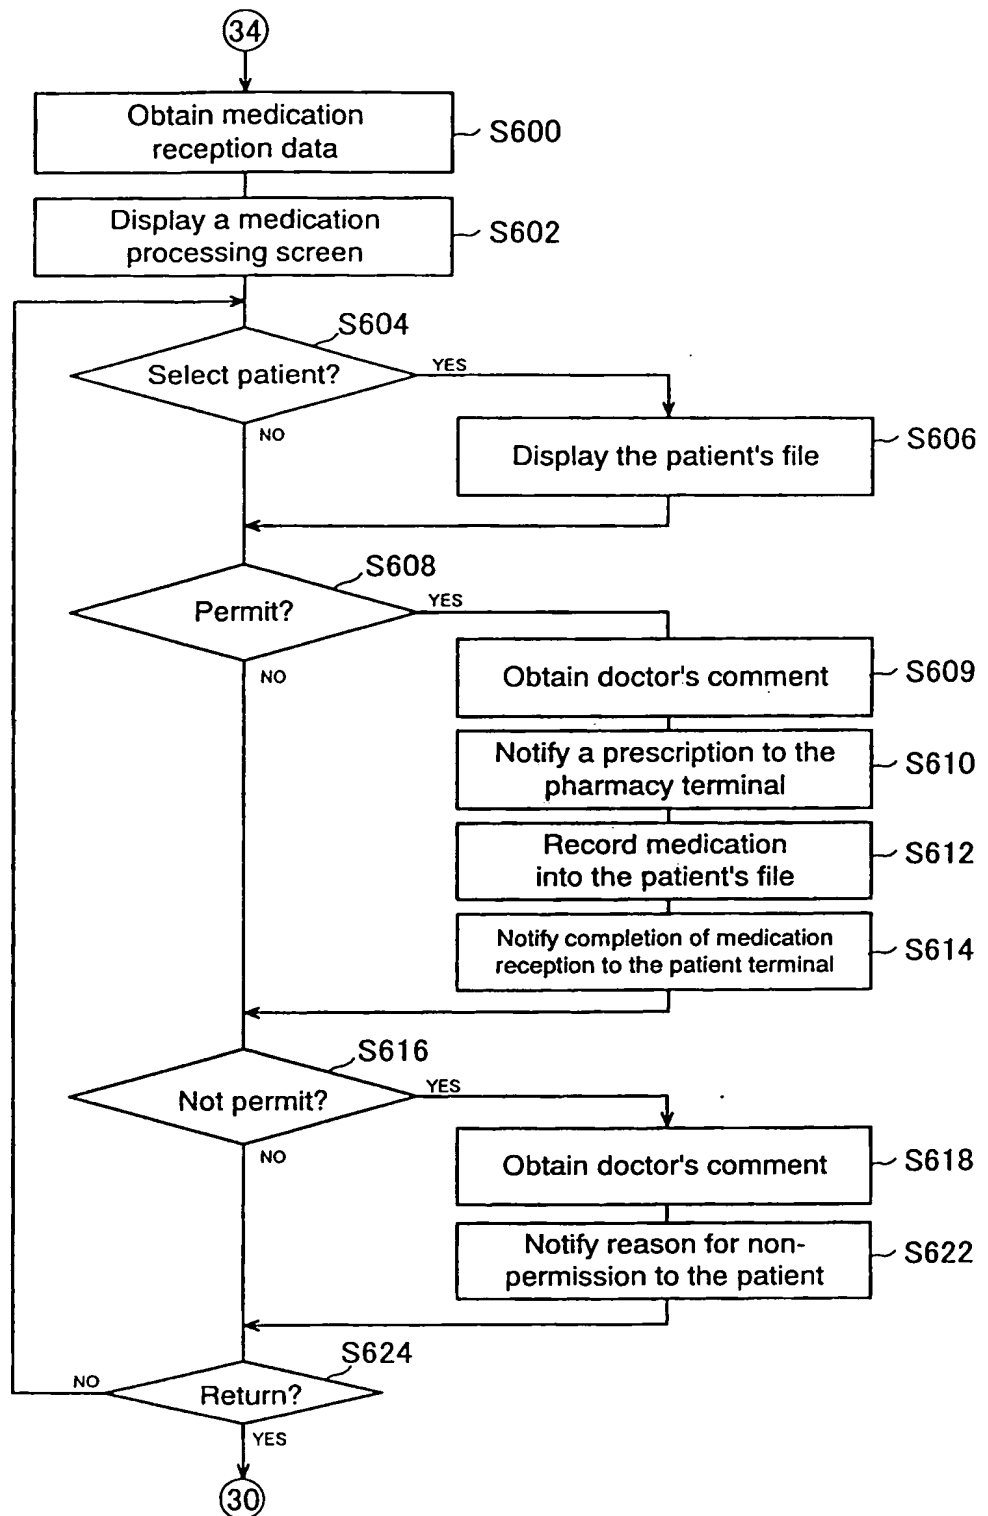 34
Obtain medication
reception data
S600
Display a medication
processing screen
S602
S604
Select patient?
YES
NO
Display the patient's file
S606
S608
Permit?
YES
NO
Obtain doctor's comment
S609
Notify a prescription to the
pharmacy terminal
S610
Record medication
into the patient's file
S612
Notify completion of medication
reception to the patient terminal
S614
S616
Not permit?
YES
NO
Obtain doctor's comment
S618
Notify reason for non-
permission to the patient
S622
S624
Return?
NO
YES
30